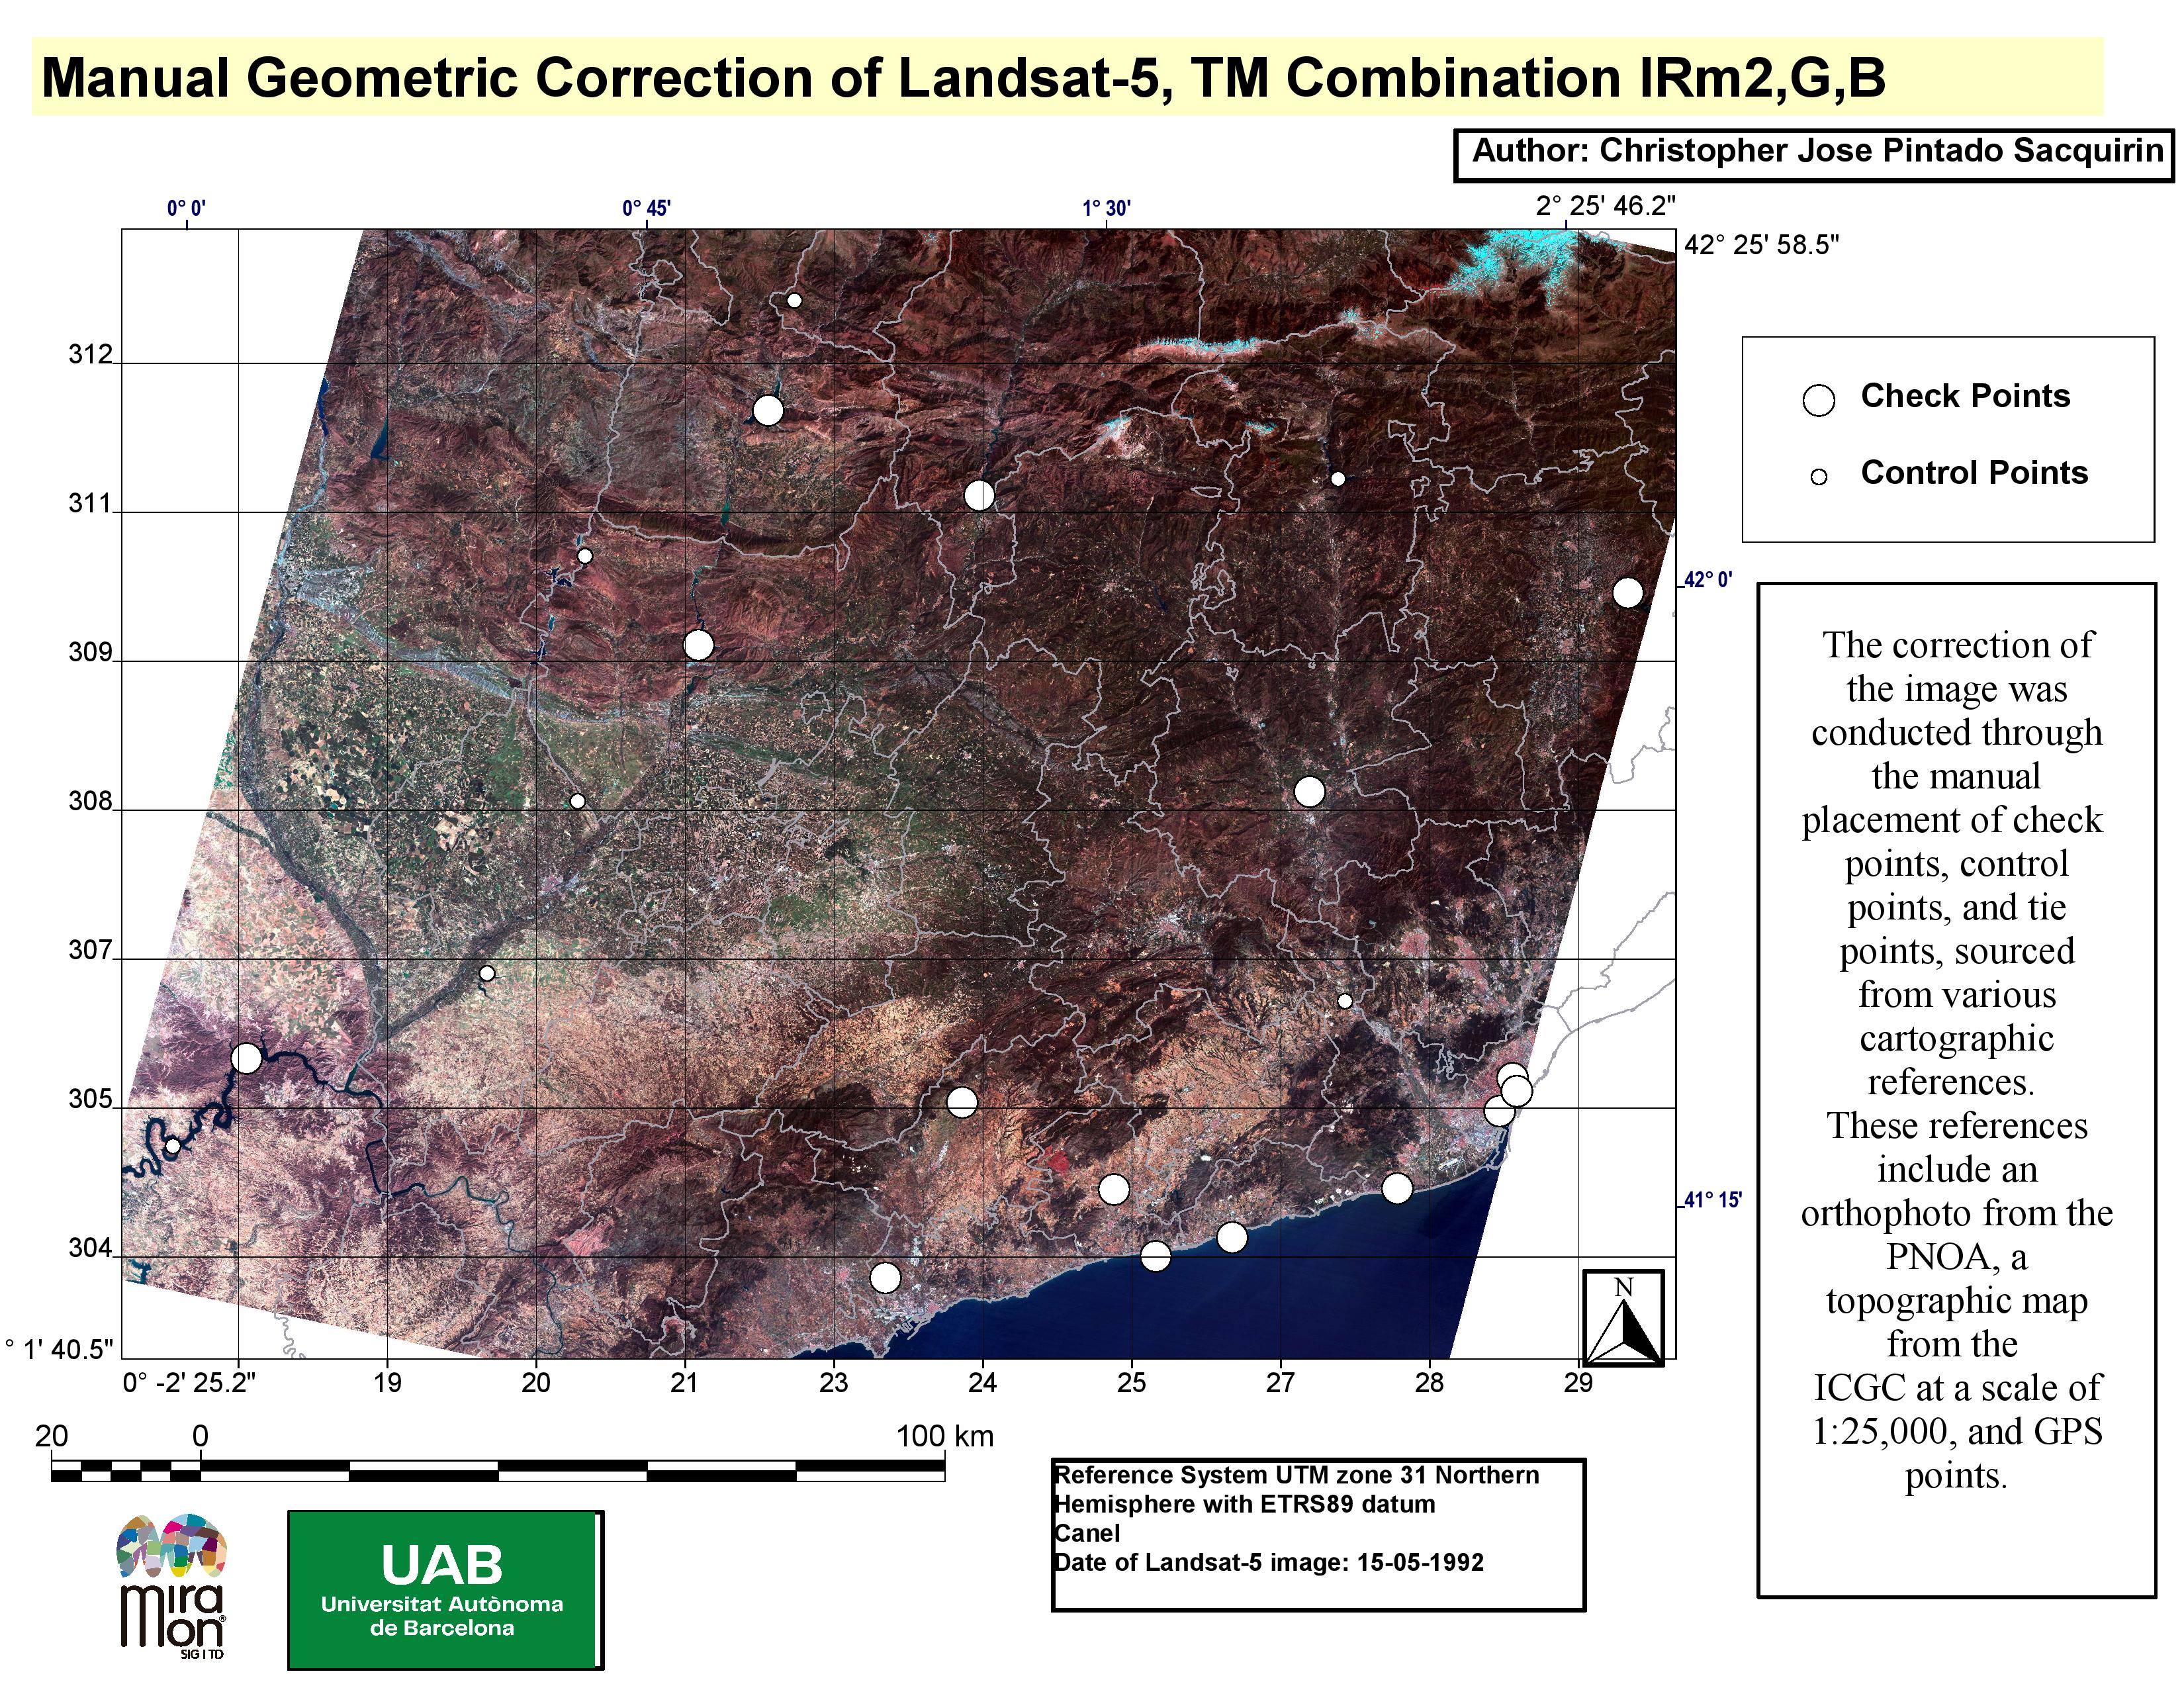 Manual Geometric Correction of Landsat-5, TM Combination IRm2,G,B
Author: Christopher Jose Pintado Sacquirin
0° 0'
0° 45'
1° 30'
2° 25' 46.2"
42° 25' 58.5"
312
311
309
308
307
305
304
° 1' 40.5"
42° 0'
41° 15'
0° -2' 25.2"
19
20
21
23
24
25
27
28
29
N
Check Points
Control Points
The correction of
the image was
conducted through
the manual
placement of check
points, control
points, and tie
points, sourced
from various
cartographic
references.
These references
include an
orthophoto from the
PNOA, a
topographic map
from the
ICGC at a scale of
1:25,000, and GPS
points.
20 0 100 km
Reference System UTM zone 31 Northern
Hemisphere with ETRS89 datum
Canel
Date of Landsat-5 image: 15-05-1992
mira
mon®
SIG I TD
UAB
Universitat Autònoma
de Barcelona